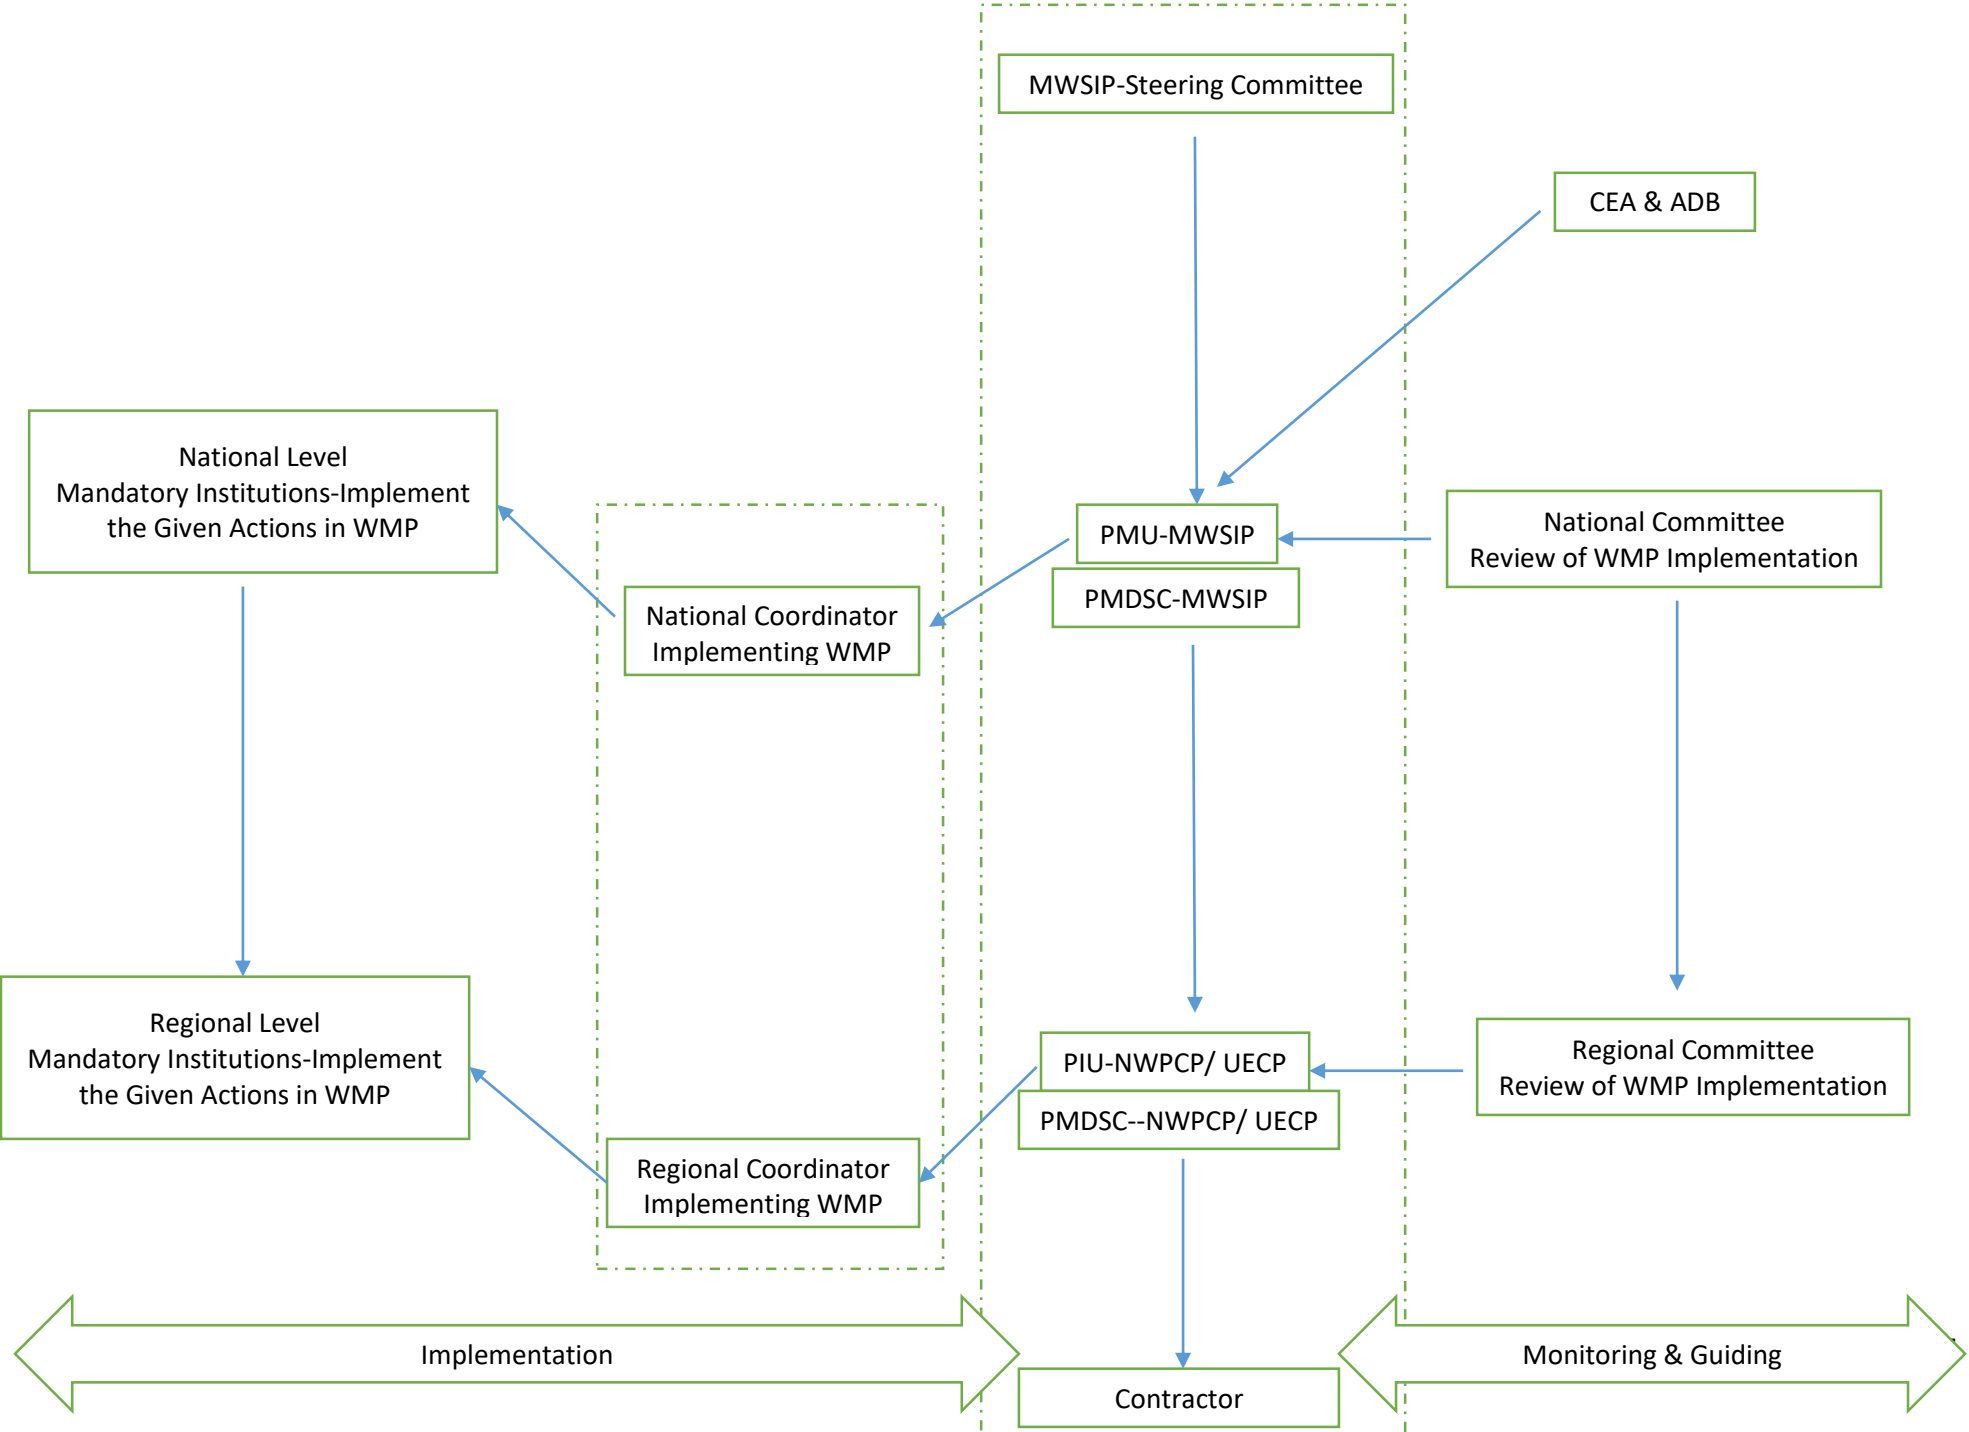 MWSIP-Steering Committee
CEA & ADB
National Level
Mandatory Institutions-Implement
the Given Actions in WMP
PMU-MWSIP
National Committee
Review of WMP Implementation
PMDSC-MWSIP
National Coordinator
Implementing WMP
Regional Level
Mandatory Institutions-Implement
the Given Actions in WMP
PIU-NWPCP/ UECP
Regional Committee
Review of WMP Implementation
PMDSC--NWPCP/ UECP
Regional Coordinator
Implementing WMP
Implementation
Monitoring & Guiding
Contractor